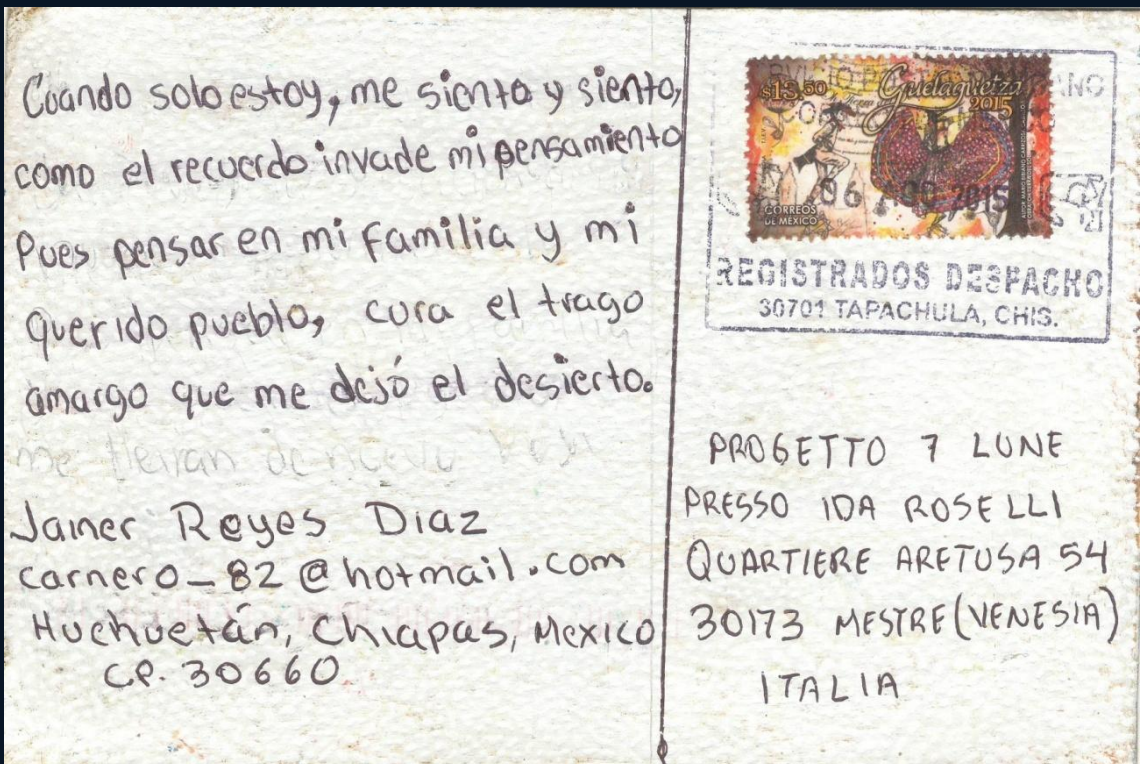 Cuando solo estoy, me siento y siento,
como el recuerdo invade mi pensamiento
Pues pensar en mi familia y mi
querido pueblo, cura el trago
amargo que me dejó el desierto.
Jainer Reyes Diaz
carnero_82@hotmail.com
Huehuetán, Chiapas, Mexico
CP. 30660
$13.50
Guelaguetza
2015
CORREOS
DE MEXICO
06 2015
REGISTRADOS DESPACHO
30701 TAPACHULA, CHIS.
PROGETTO 7 LUNE
PRESSO IDA ROSELLI
QUARTIERE ARETUSA 54
30173 MESTRE (VENESIA)
ITALIA